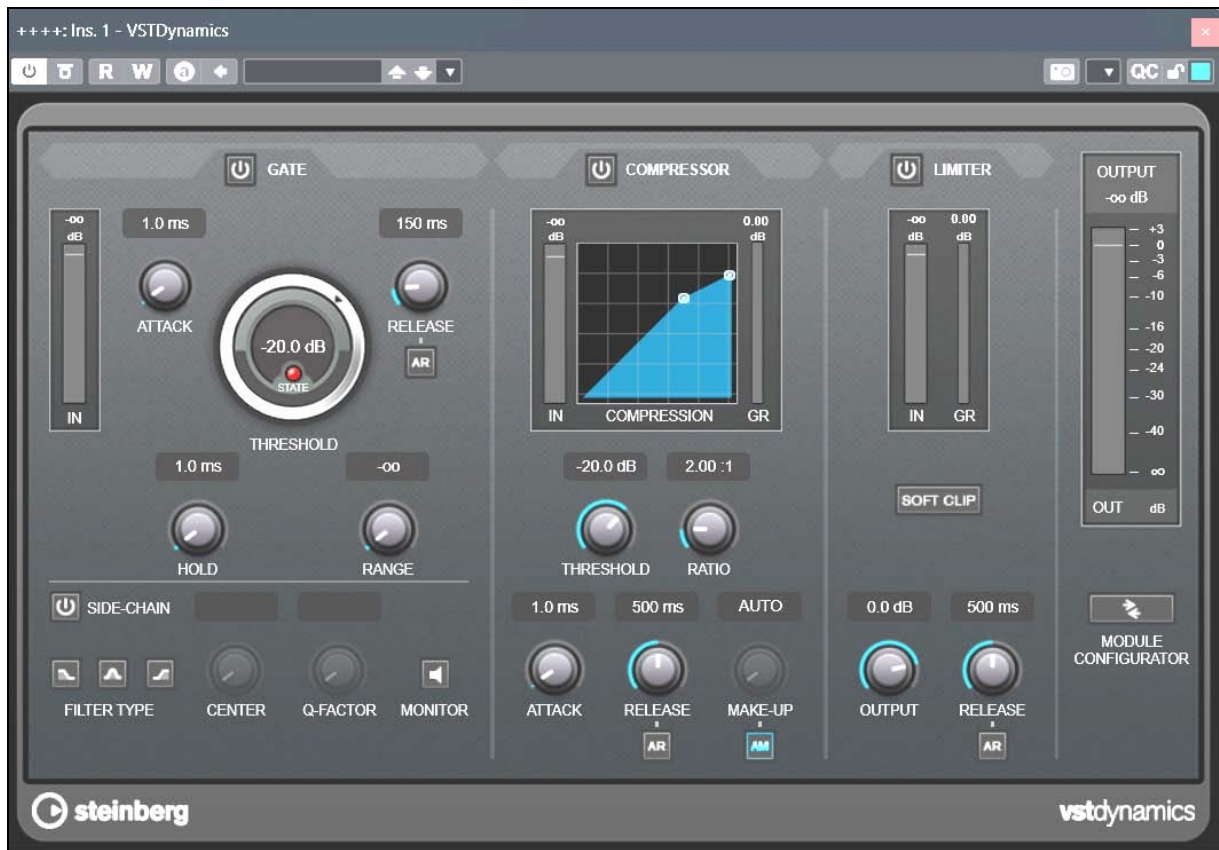 ++++: Ins. 1 - VSTDynamics
R W a QC
GATE
-oo
dB
IN
1.0 ms
ATTACK
-20.0 dB
STATE
THRESHOLD
150 ms
RELEASE
AR
1.0 ms
HOLD
-oo
RANGE
SIDE-CHAIN
FILTER TYPE
CENTER
Q-FACTOR
MONITOR
COMPRESSOR
-oo
dB
0.00
dB
IN
COMPRESSION
GR
-20.0 dB
THRESHOLD
2.00 :1
RATIO
1.0 ms
ATTACK
500 ms
RELEASE
AR
AUTO
MAKE-UP
AM
LIMITER
-oo
dB
0.00
dB
IN
GR
SOFT CLIP
0.0 dB
OUTPUT
500 ms
RELEASE
AR
OUTPUT
-oo dB
+3
0
-3
-6
-10
-16
-20
-24
-30
-40
oo
OUT dB
MODULE
CONFIGURATOR
steinberg
vstdynamics